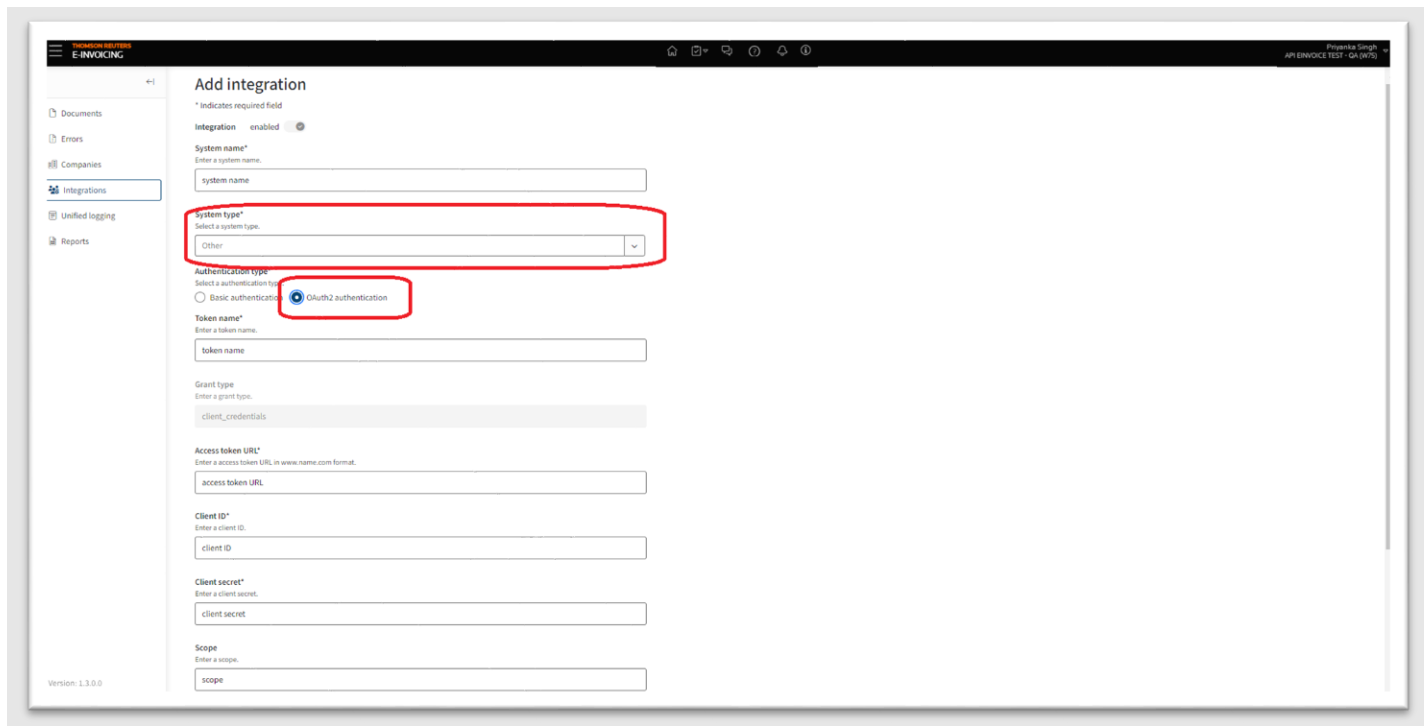 THOMSON REUTERS
E-INVOICING
Priyanka Singh
API EINVOICE TEST - QA (W75)
Documents
Errors
Companies
Integrations
Unified logging
Reports
Version: 1.3.0.0
Add integration
* Indicates required field
Integration enabled
System name*
Enter a system name.
system name
System type*
Select a system type.
Other
Authentication type
Select a authentication type.
Basic authentication OAuth2 authentication
Token name*
Enter a token name.
token name
Grant type
Enter a grant type.
client_credentials
Access token URL*
Enter a access token URL in www.name.com format.
access token URL
Client ID*
Enter a client ID.
client ID
Client secret*
Enter a client secret.
client secret
Scope
Enter a scope.
scope